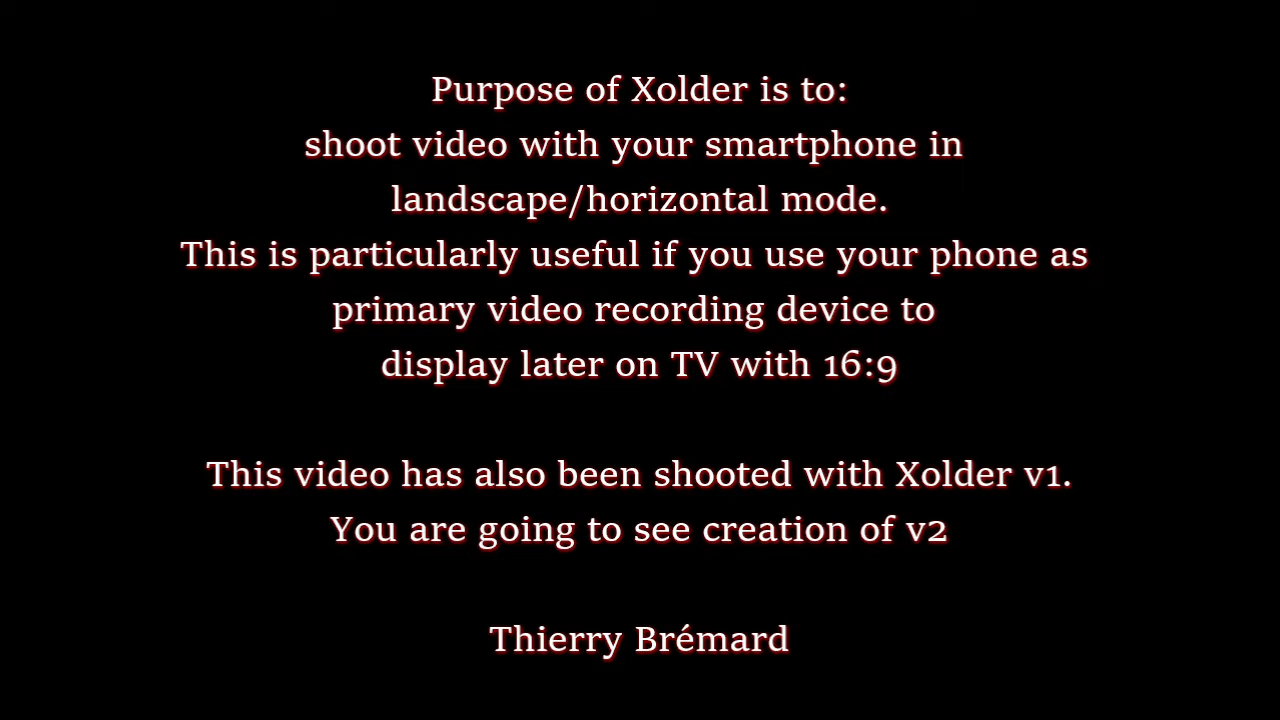 Purpose of Xolder is to:
shoot video with your smartphone in
landscape/horizontal mode.
This is particularly useful if you use your phone as
primary video recording device to
display later on TV with 16:9
This video has also been shooted with Xolder v1.
You are going to see creation of v2
Thierry Brémard